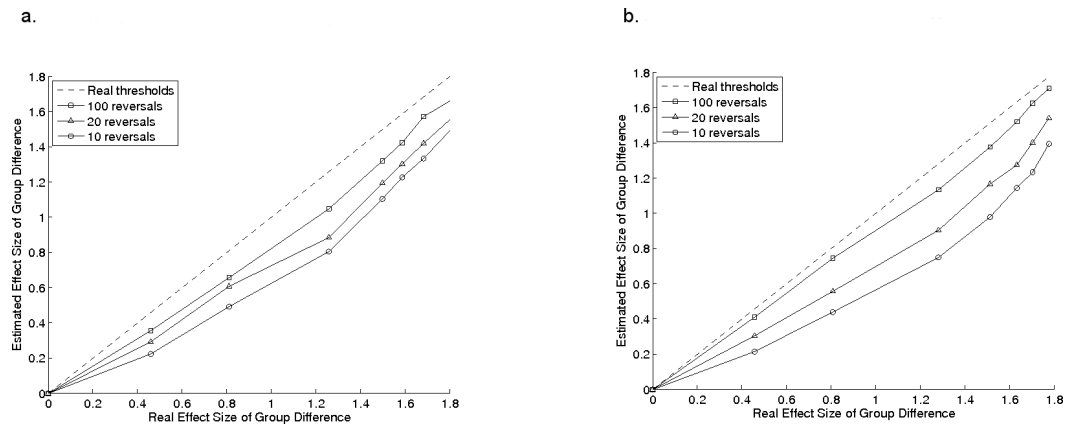 a.
1.8
1.6
1.4
1.2
1
0.8
0.6
0.4
0.2
0
Estimated Effect Size of Group Difference
Real thresholds
100 reversals
20 reversals
10 reversals
0 0.2 0.4 0.6 0.8 1 1.2 1.4 1.6 1.8
Real Effect Size of Group Difference
b.
1.8
1.6
1.4
1.2
1
0.8
0.6
0.4
0.2
0
Estimated Effect Size of Group Difference
Real thresholds
100 reversals
20 reversals
10 reversals
0 0.2 0.4 0.6 0.8 1 1.2 1.4 1.6 1.8
Real Effect Size of Group Difference